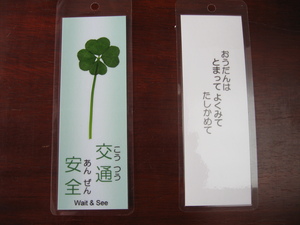 交通
こうつう
安全
あんぜん
Wait & See
おうだんは
とまって よくみて
たしかめて